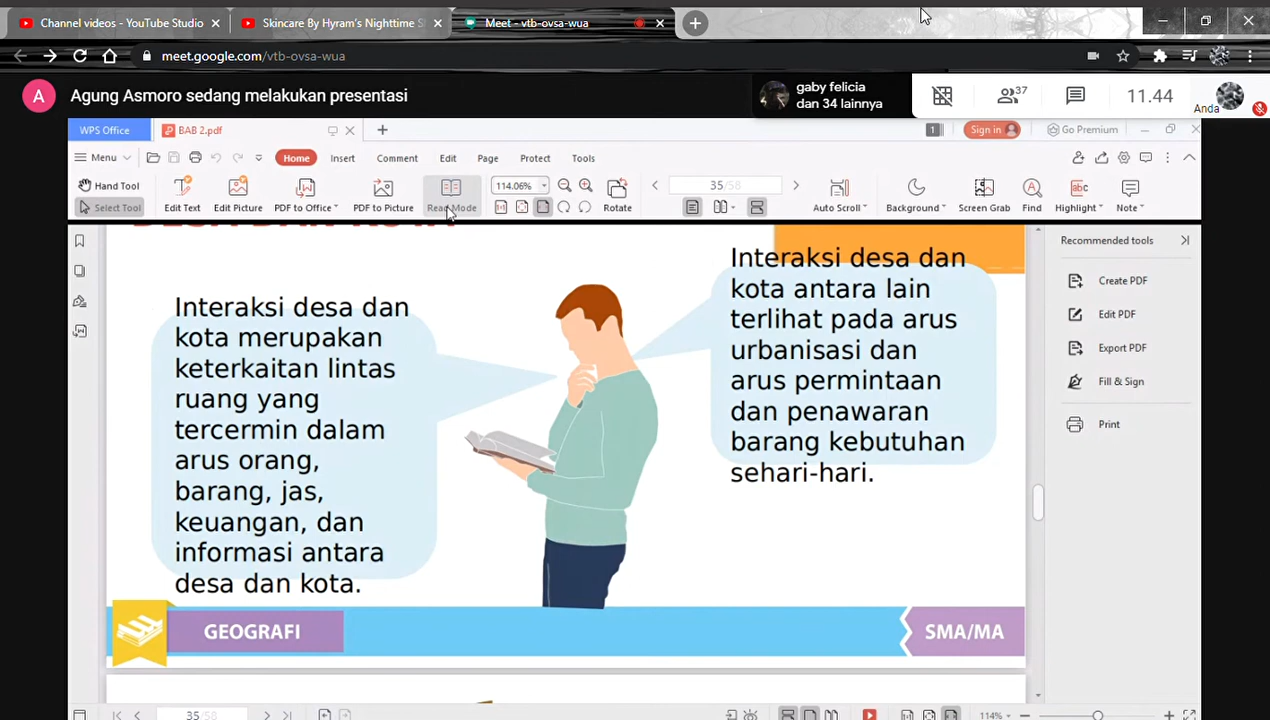 Channel videos - YouTube Studio
Skincare By Hyram's Nighttime S
Meet - vtb-ovsa-wua
meet.google.com/vtb-ovsa-wua
A
Agung Asmoro sedang melakukan presentasi
gaby felicia
dan 34 lainnya
37
11.44
Anda
WPS Office
BAB 2.pdf
1
Sign in
Go Premium
Menu
Home
Insert
Comment
Edit
Page
Protect
Tools
Hand Tool
Select Tool
Edit Text
Edit Picture
PDF to Office
PDF to Picture
Read Mode
114.06%
35/58
Rotate
Auto Scroll
Background
Screen Grab
Find
Highlight
Note
DESA DAN KOTA
Interaksi desa dan
kota merupakan
keterkaitan lintas
ruang yang
tercermin dalam
arus orang,
barang, jas,
keuangan, dan
informasi antara
desa dan kota.
Interaksi desa dan
kota antara lain
terlihat pada arus
urbanisasi dan
arus permintaan
dan penawaran
barang kebutuhan
sehari-hari.
GEOGRAFI
SMA/MA
Recommended tools
Create PDF
Edit PDF
Export PDF
Fill & Sign
Print
35/58
114%